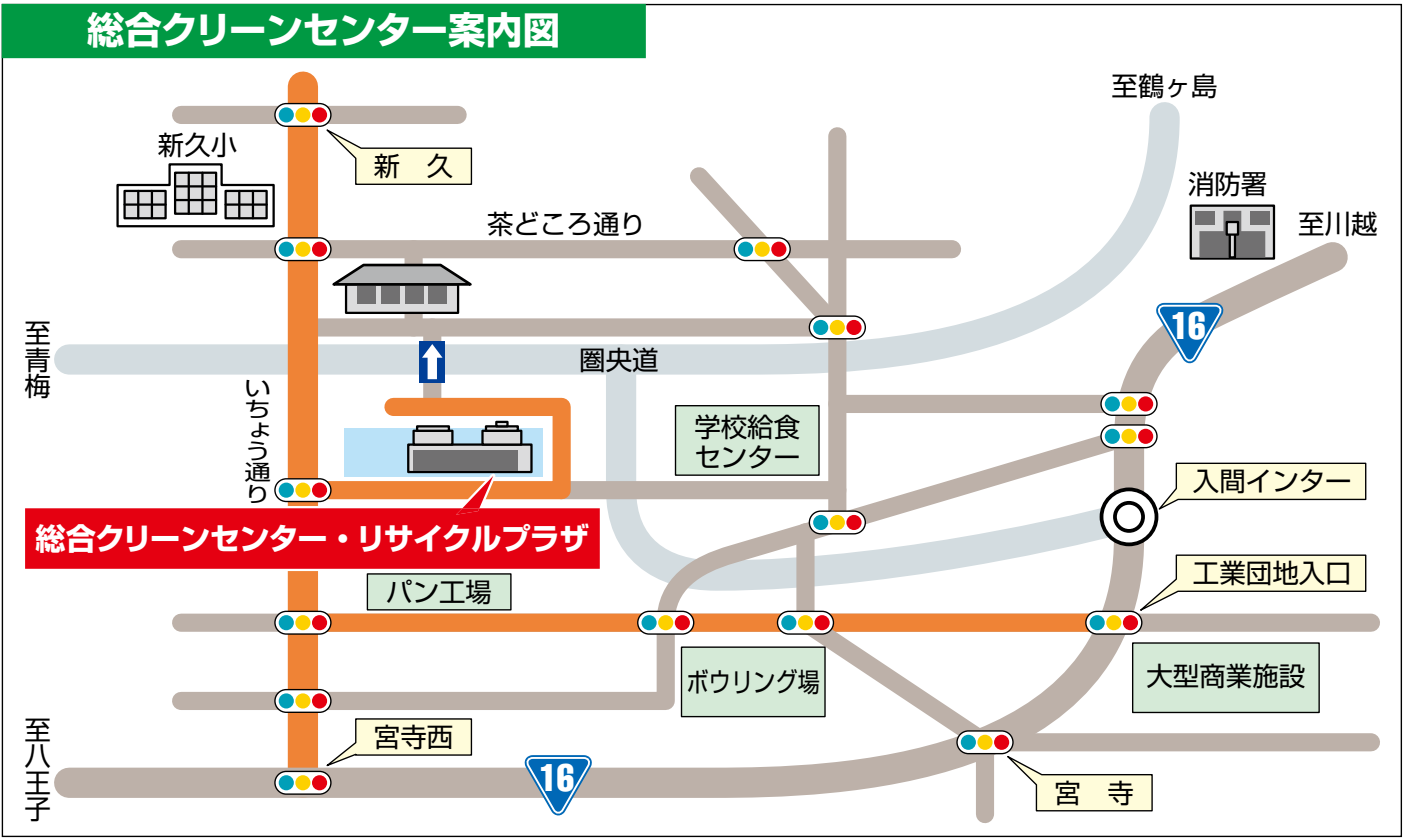 総合クリーンセンター案内図
至鶴ヶ島
新久小
新 久
消防署
至川越
茶どころ通り
16
至青梅
圏央道
いちょう通り
学校給食
センター
入間インター
総合クリーンセンター・リサイクルプラザ
工業団地入口
パン工場
ボウリング場
大型商業施設
至八王子
宮寺西
16
宮 寺